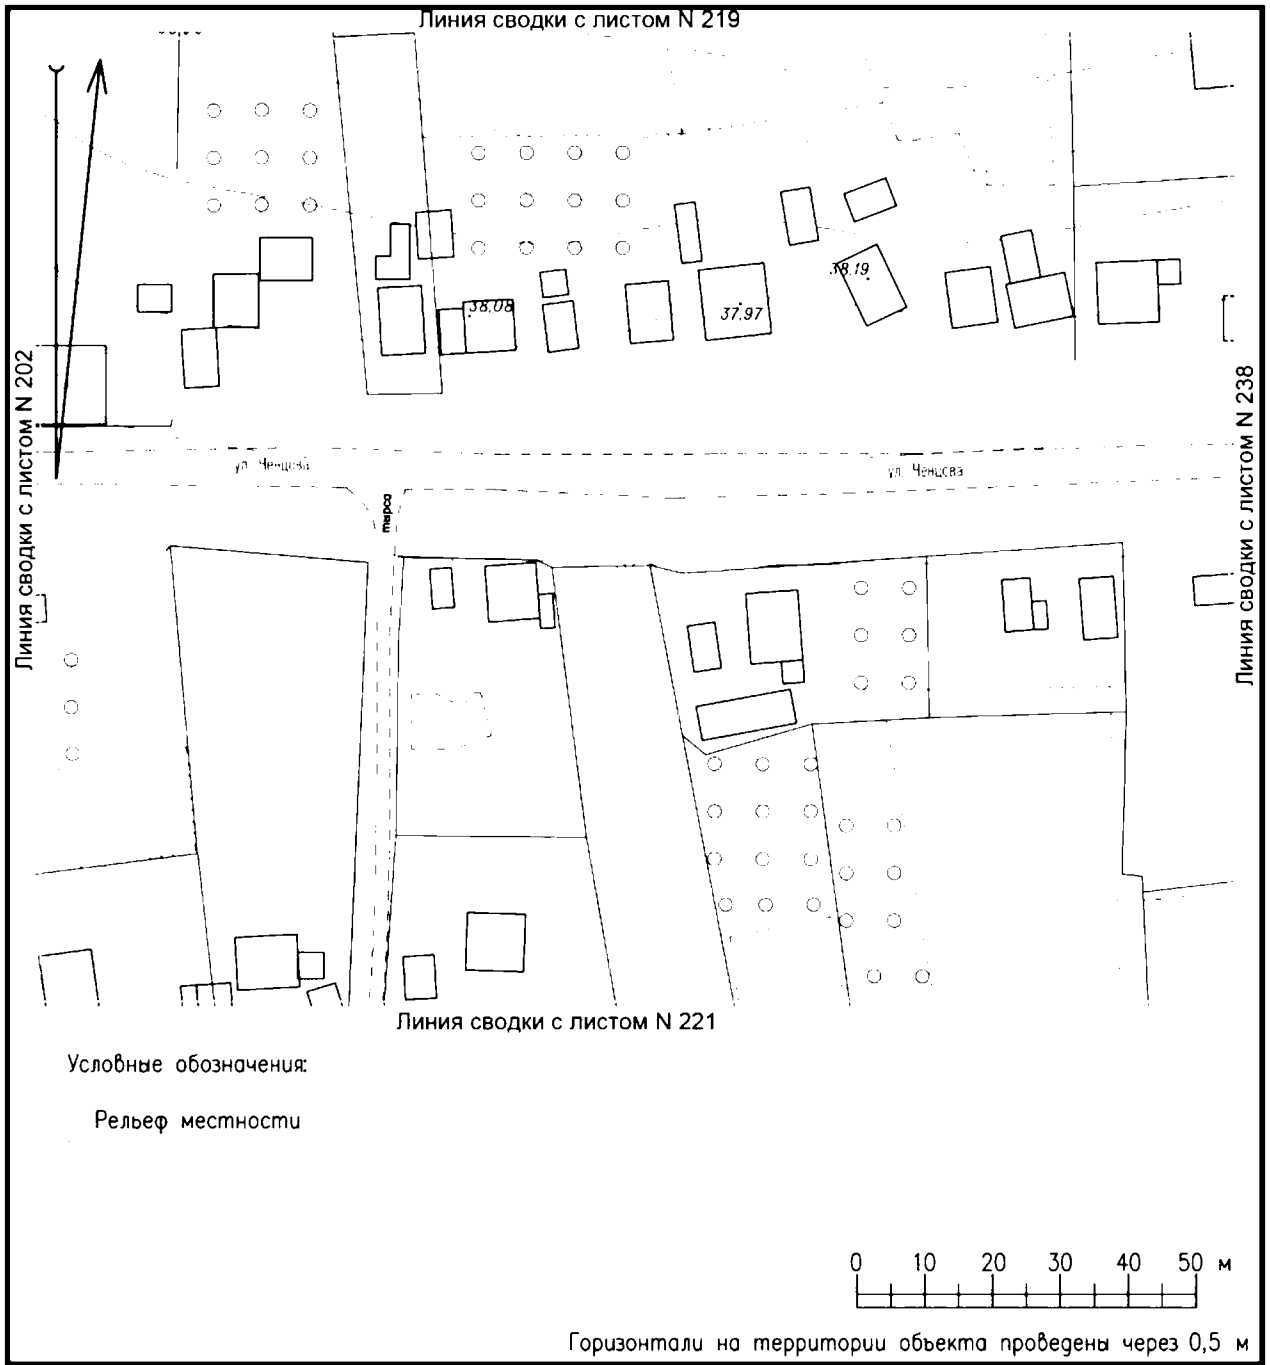 Линия сводки с листом N 219
38.19
38.08
37.97
Линия сводки с листом N 202
Линия сводки с листом N 238
ул. Ченцова
ул. Ченцова
тырса
Линия сводки с листом N 221
Условные обозначения:
Рельеф местности
0 10 20 30 40 50 м
Горизонтали на территории объекта проведены через 0,5 м